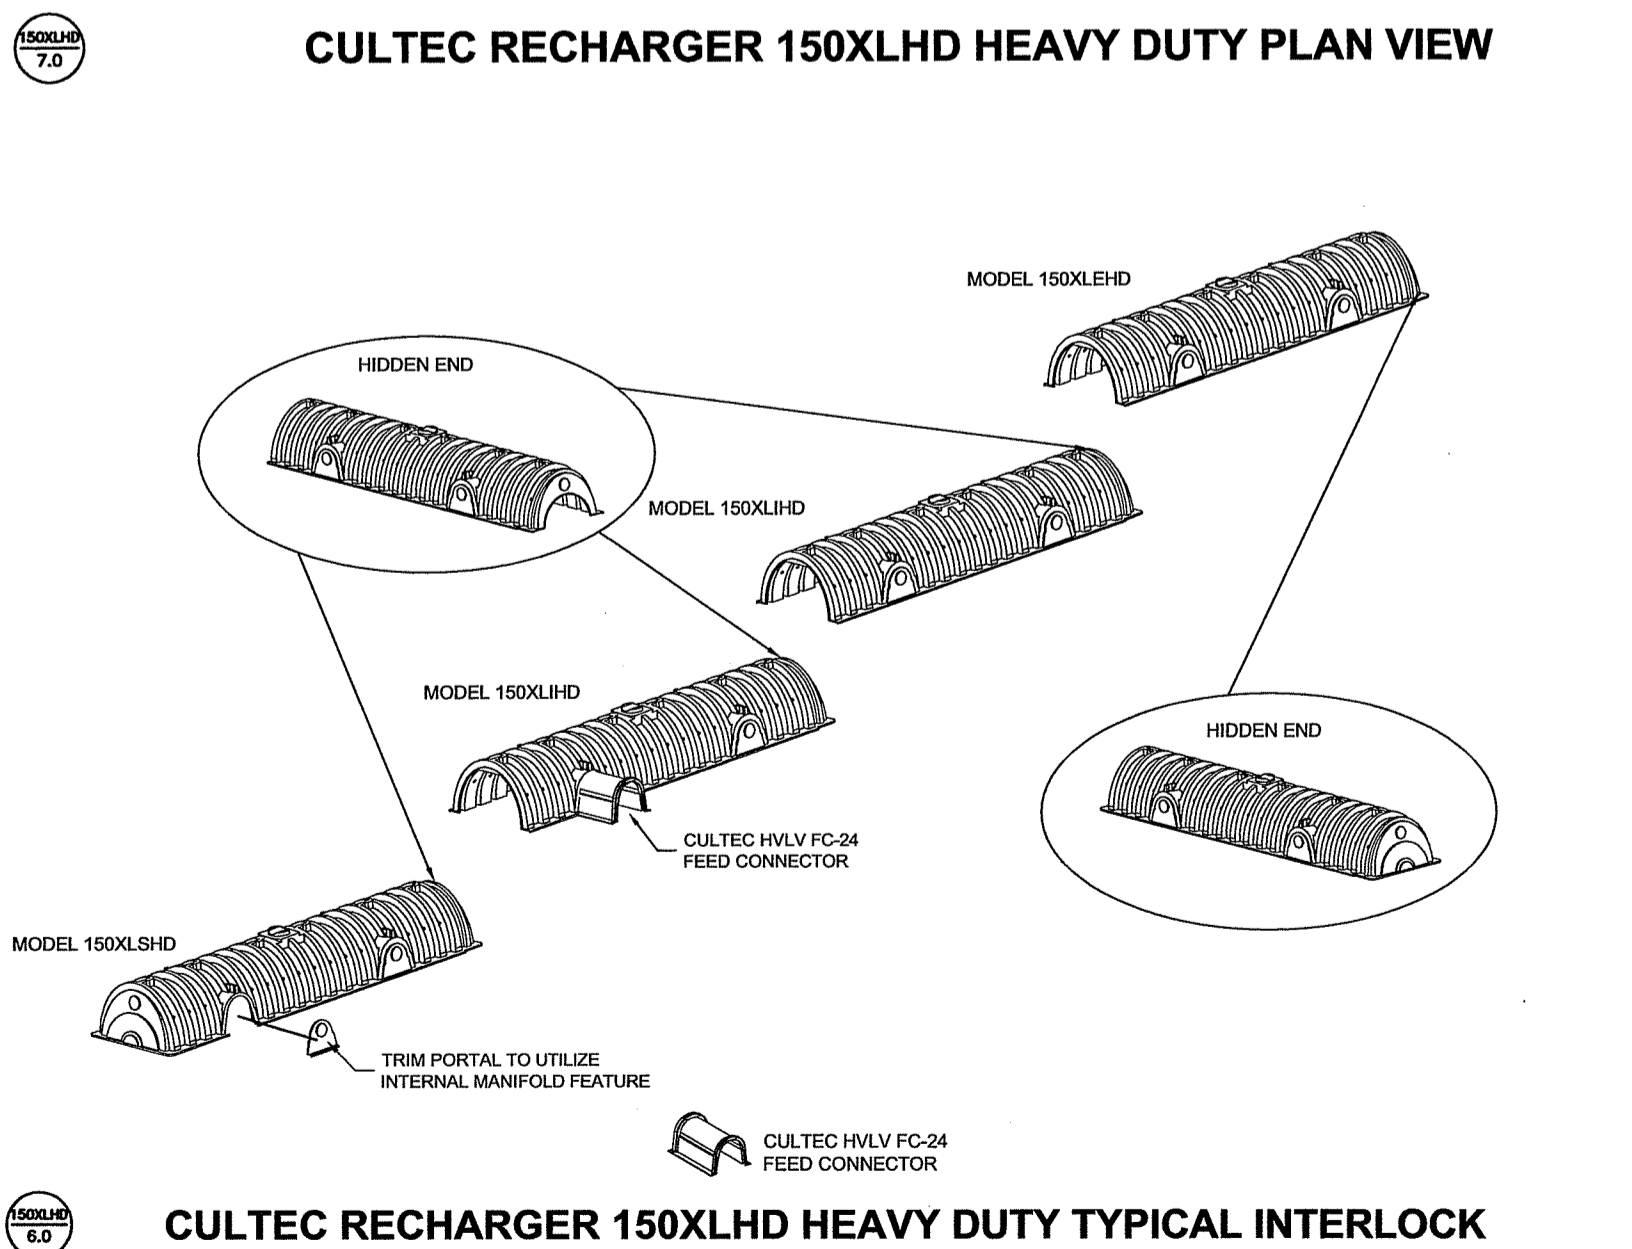 150XLHD
7.0
CULTEC RECHARGER 150XLHD HEAVY DUTY PLAN VIEW
MODEL 150XLEHD
HIDDEN END
MODEL 150XLIHD
MODEL 150XLIHD
HIDDEN END
CULTEC HVLV FC-24
FEED CONNECTOR
MODEL 150XLSHD
TRIM PORTAL TO UTILIZE
INTERNAL MANIFOLD FEATURE
CULTEC HVLV FC-24
FEED CONNECTOR
150XLHD
6.0
CULTEC RECHARGER 150XLHD HEAVY DUTY TYPICAL INTERLOCK